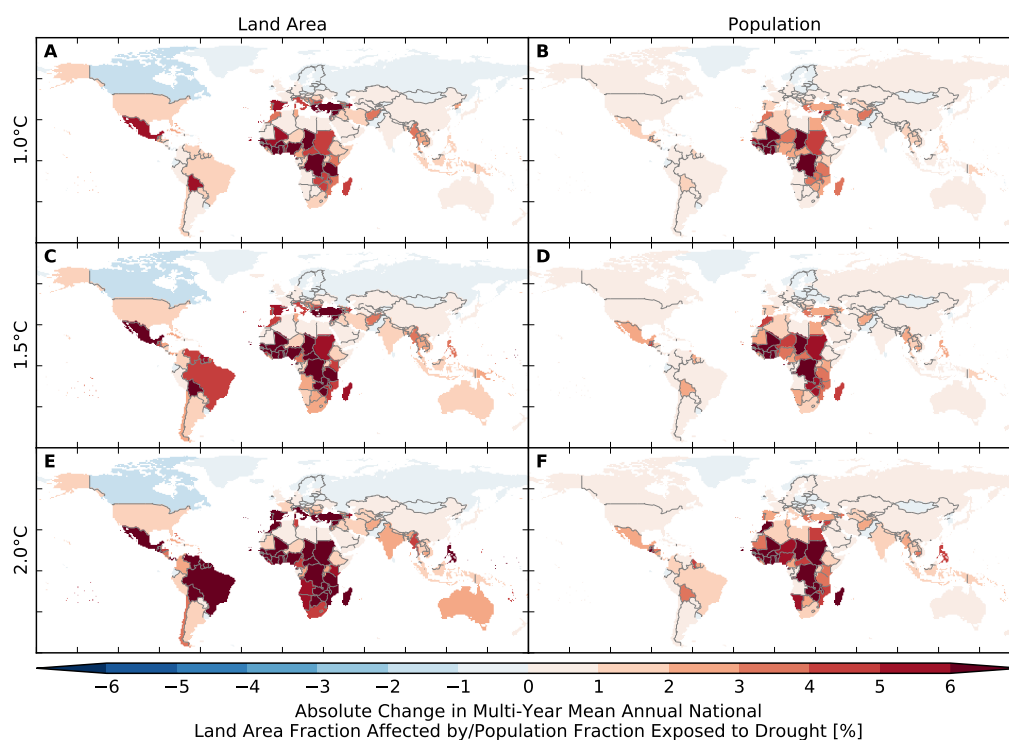 Land Area
Population
A
B
1.0°C
C
D
1.5°C
E
F
2.0°C
−6 −5 −4 −3 −2 −1 0 1 2 3 4 5 6
Absolute Change in Multi-Year Mean Annual National
Land Area Fraction Affected by/Population Fraction Exposed to Drought [%]